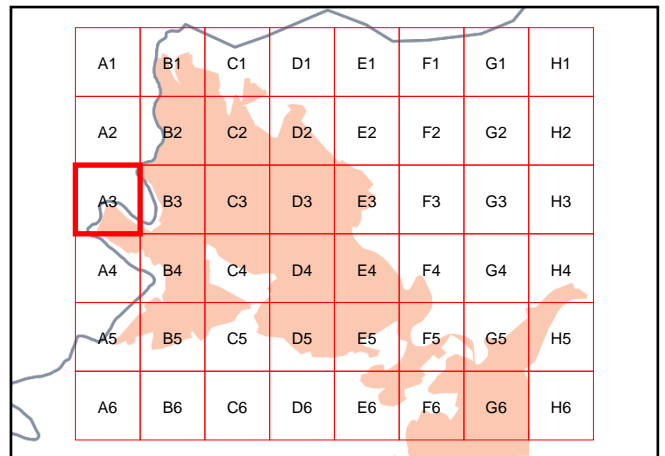 A1 B1 C1 D1 E1 F1 G1 H1
A2 B2 C2 D2 E2 F2 G2 H2
A3 B3 C3 D3 E3 F3 G3 H3
A4 B4 C4 D4 E4 F4 G4 H4
A5 B5 C5 D5 E5 F5 G5 H5
A6 B6 C6 D6 E6 F6 G6 H6